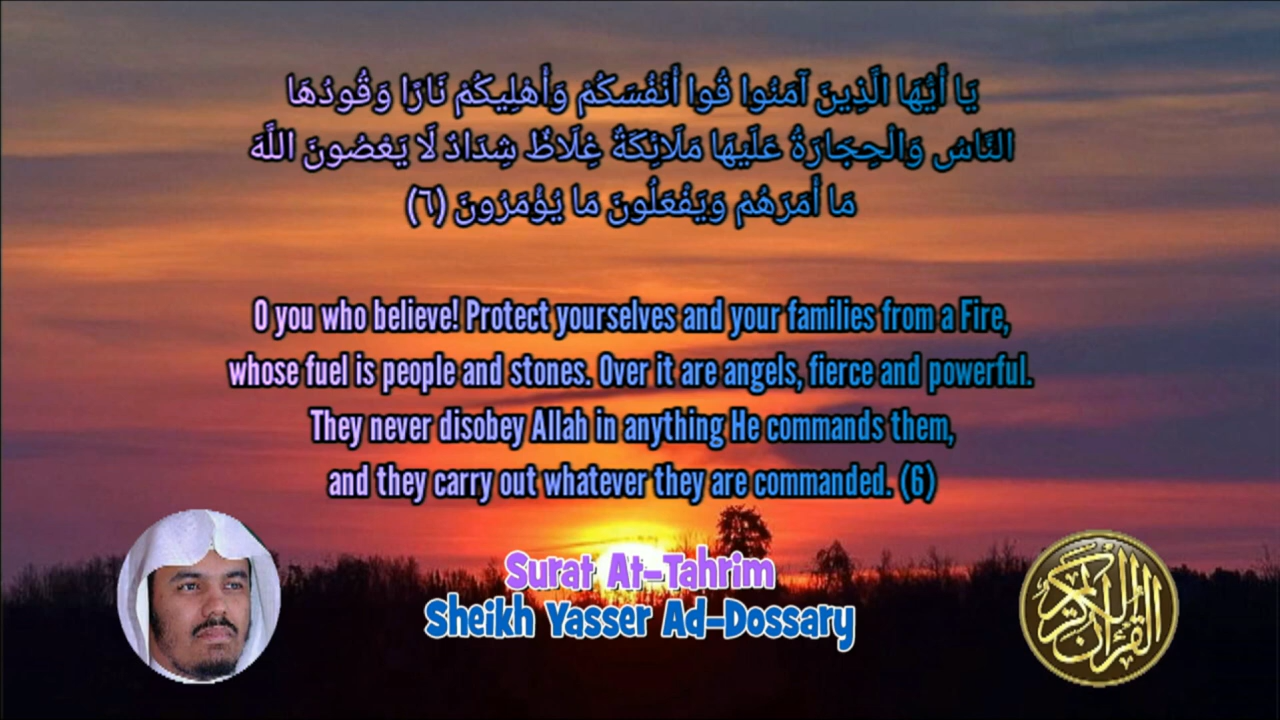 يَا أَيُّهَا الَّذِينَ آمَنُوا قُوا أَنْفُسَكُمْ وَأَهْلِيكُمْ نَارًا وَقُودُهَا
النَّاسُ وَالْحِجَارَةُ عَلَيْهَا مَلَائِكَةٌ غِلَاظٌ شِدَادٌ لَا يَعْصُونَ اللَّهَ
مَا أَمَرَهُمْ وَيَفْعَلُونَ مَا يُؤْمَرُونَ (٦)
O you who believe! Protect yourselves and your families from a Fire,
whose fuel is people and stones. Over it are angels, fierce and powerful.
They never disobey Allah in anything He commands them,
and they carry out whatever they are commanded. (6)
Surat At-Tahrim
Sheikh Yasser Ad-Dossary
القرآن الكريم